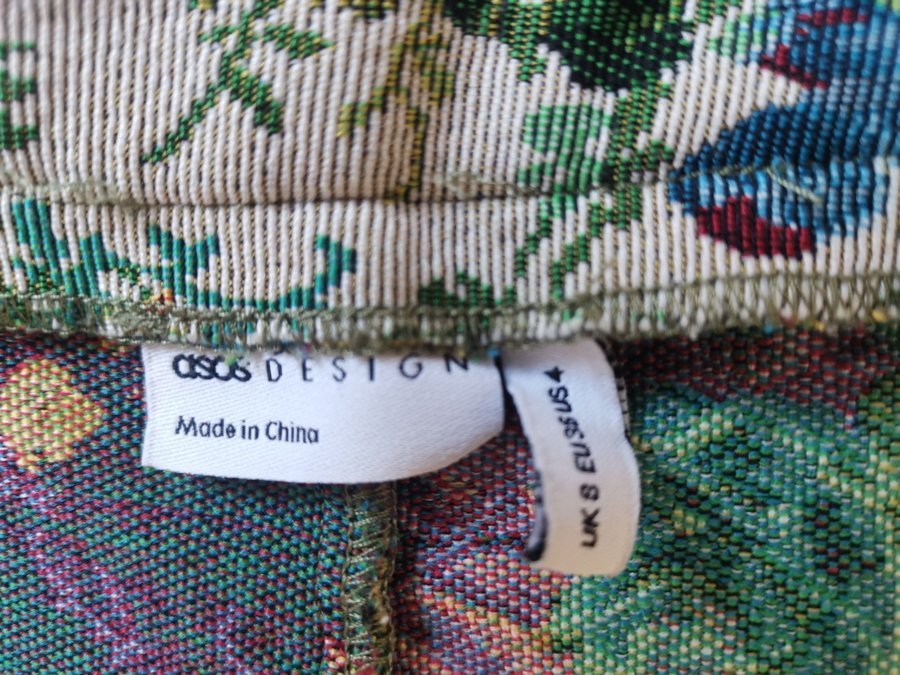 asos DESIGN
Made in China
UK 8 EU 36 US 4